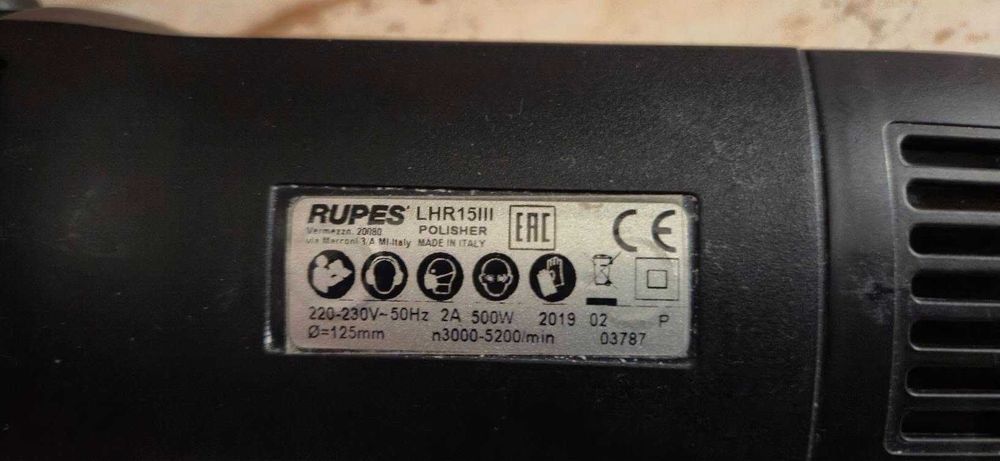 RUPES LHR15III
Vermezzo, 20080 POLISHER
via Marconi 3/A MI-Italy MADE IN ITALY
EAC
CE
220-230V~50Hz 2A 500W 2019 02 P
Ø=125mm n3000-5200/min 03787